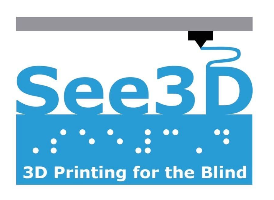 See3D
⠠⠎⠑⠑⠼⠉⠠⠙
3D Printing for the Blind